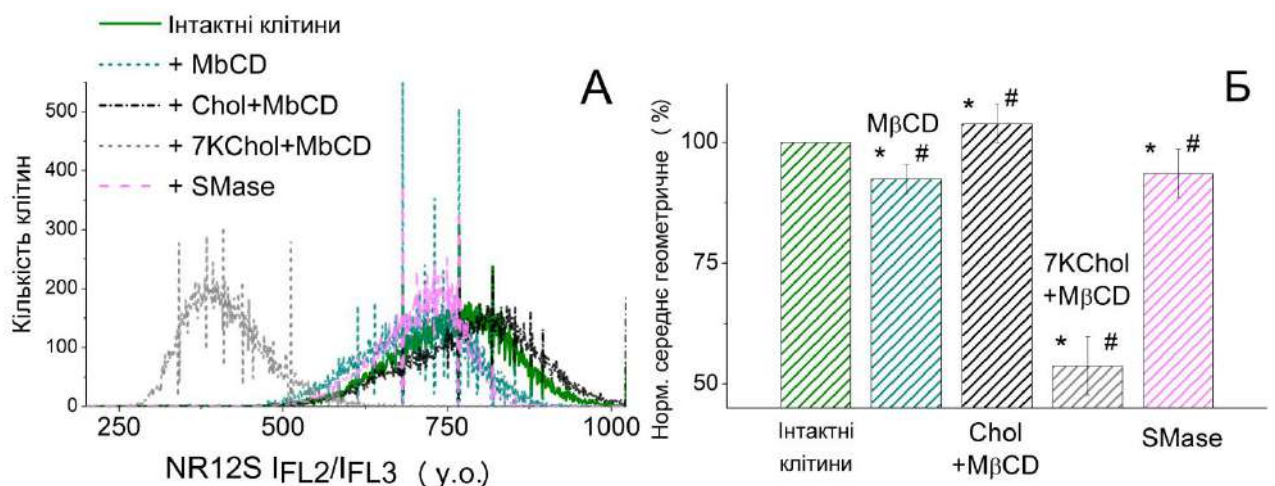 Інтактні клітини
+ MbCD
+ Chol+MbCD
+ 7KChol+MbCD
+ SMase
А
Кількість клітин
500
400
300
200
100
0
250
500
750
1000
NR12S IFL2/IFL3 (у.о.)
Б
Норм. середнє геометричне (%)
100
75
50
MβCD
* #
* #
7KChol
+MβCD
* #
* #
Інтактні
клітини
Chol
+MβCD
SMase